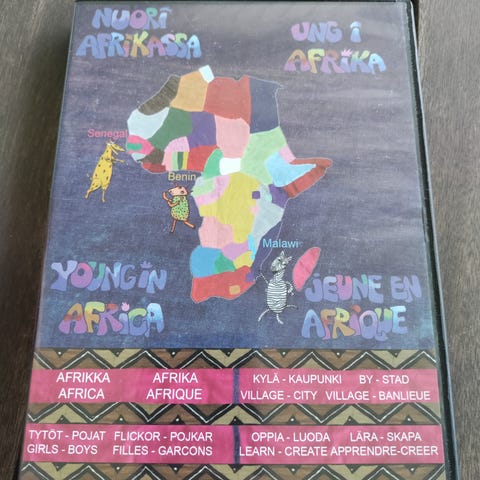 NUORI AFRIKASSA
UNG I AFRIKA
Senegal
Benin
Malawi
YOUNG IN AFRICA
JEUNE EN AFRIQUE
AFRIKKA AFRIKA
AFRICA AFRIQUE
KYLÄ - KAUPUNKI BY - STAD
VILLAGE - CITY VILLAGE - BANLIEUE
TYTÖT - POJAT FLICKOR - POJKAR
GIRLS - BOYS FILLES - GARCONS
OPPIA - LUODA LÄRA - SKAPA
LEARN - CREATE APPRENDRE-CREER